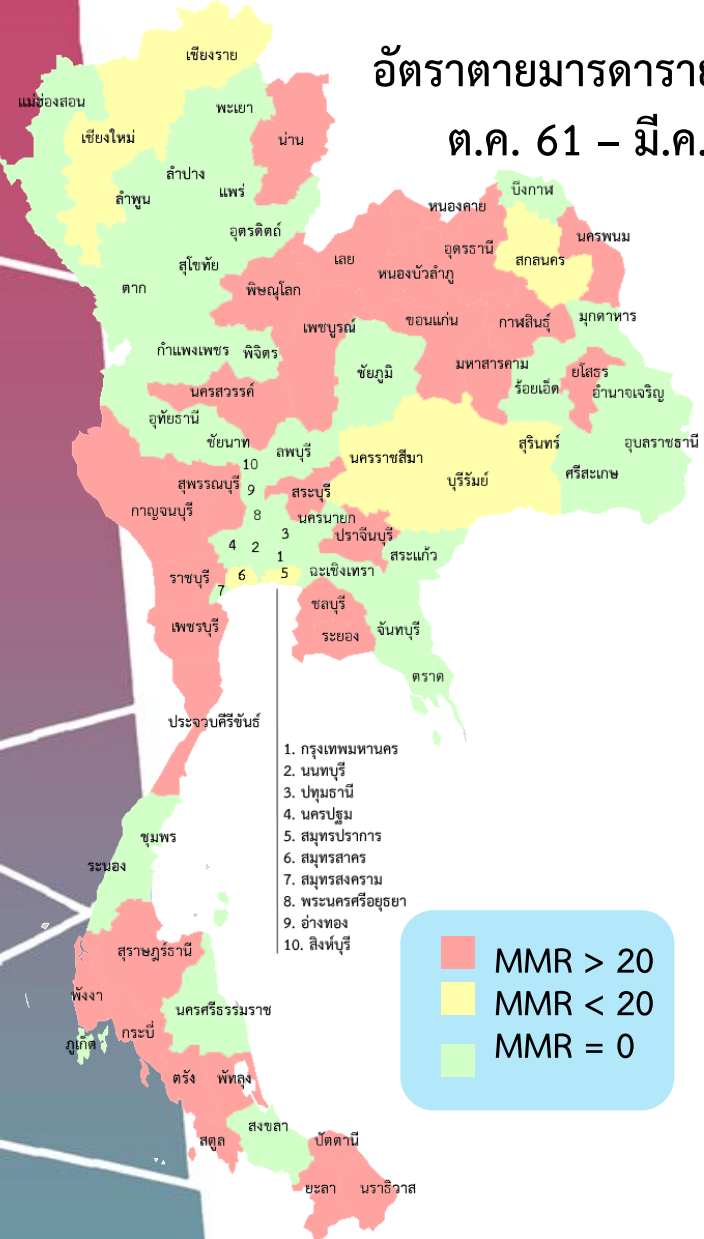 อัตราตายมารดาราย
ต.ค. 61 – มี.ค.
เชียงราย
แม่ฮ่องสอน
พะเยา
เชียงใหม่
น่าน
ลำปาง
แพร่
ลำพูน
อุตรดิตถ์
สุโขทัย
ตาก
บึงกาฬ
หนองคาย
นครพนม
อุดรธานี
เลย
สกลนคร
หนองบัวลำภู
พิษณุโลก
เพชรบูรณ์
ขอนแก่น
กาฬสินธุ์
มุกดาหาร
กำแพงเพชร
พิจิตร
ชัยภูมิ
มหาสารคาม
ยโสธร
ร้อยเอ็ด
อำนาจเจริญ
นครสวรรค์
อุทัยธานี
ชัยนาท
ลพบุรี
นครราชสีมา
สุรินทร์
อุบลราชธานี
บุรีรัมย์
ศรีสะเกษ
10
สุพรรณบุรี
9
สระบุรี
กาญจนบุรี
8
นครนายก
3
ปราจีนบุรี
4
2
1
สระแก้ว
ราชบุรี
6
5
ฉะเชิงเทรา
7
ชลบุรี
เพชรบุรี
ระยอง
จันทบุรี
ตราด
ประจวบคีรีขันธ์
1. กรุงเทพมหานคร
2. นนทบุรี
3. ปทุมธานี
4. นครปฐม
5. สมุทรปราการ
6. สมุทรสาคร
7. สมุทรสงคราม
8. พระนครศรีอยุธยา
9. อ่างทอง
10. สิงห์บุรี
ชุมพร
ระนอง
สุราษฎร์ธานี
พังงา
นครศรีธรรมราช
กระบี่
ภูเก็ต
ตรัง
พัทลุง
สงขลา
สตูล
ปัตตานี
ยะลา
นราธิวาส
MMR > 20
MMR < 20
MMR = 0